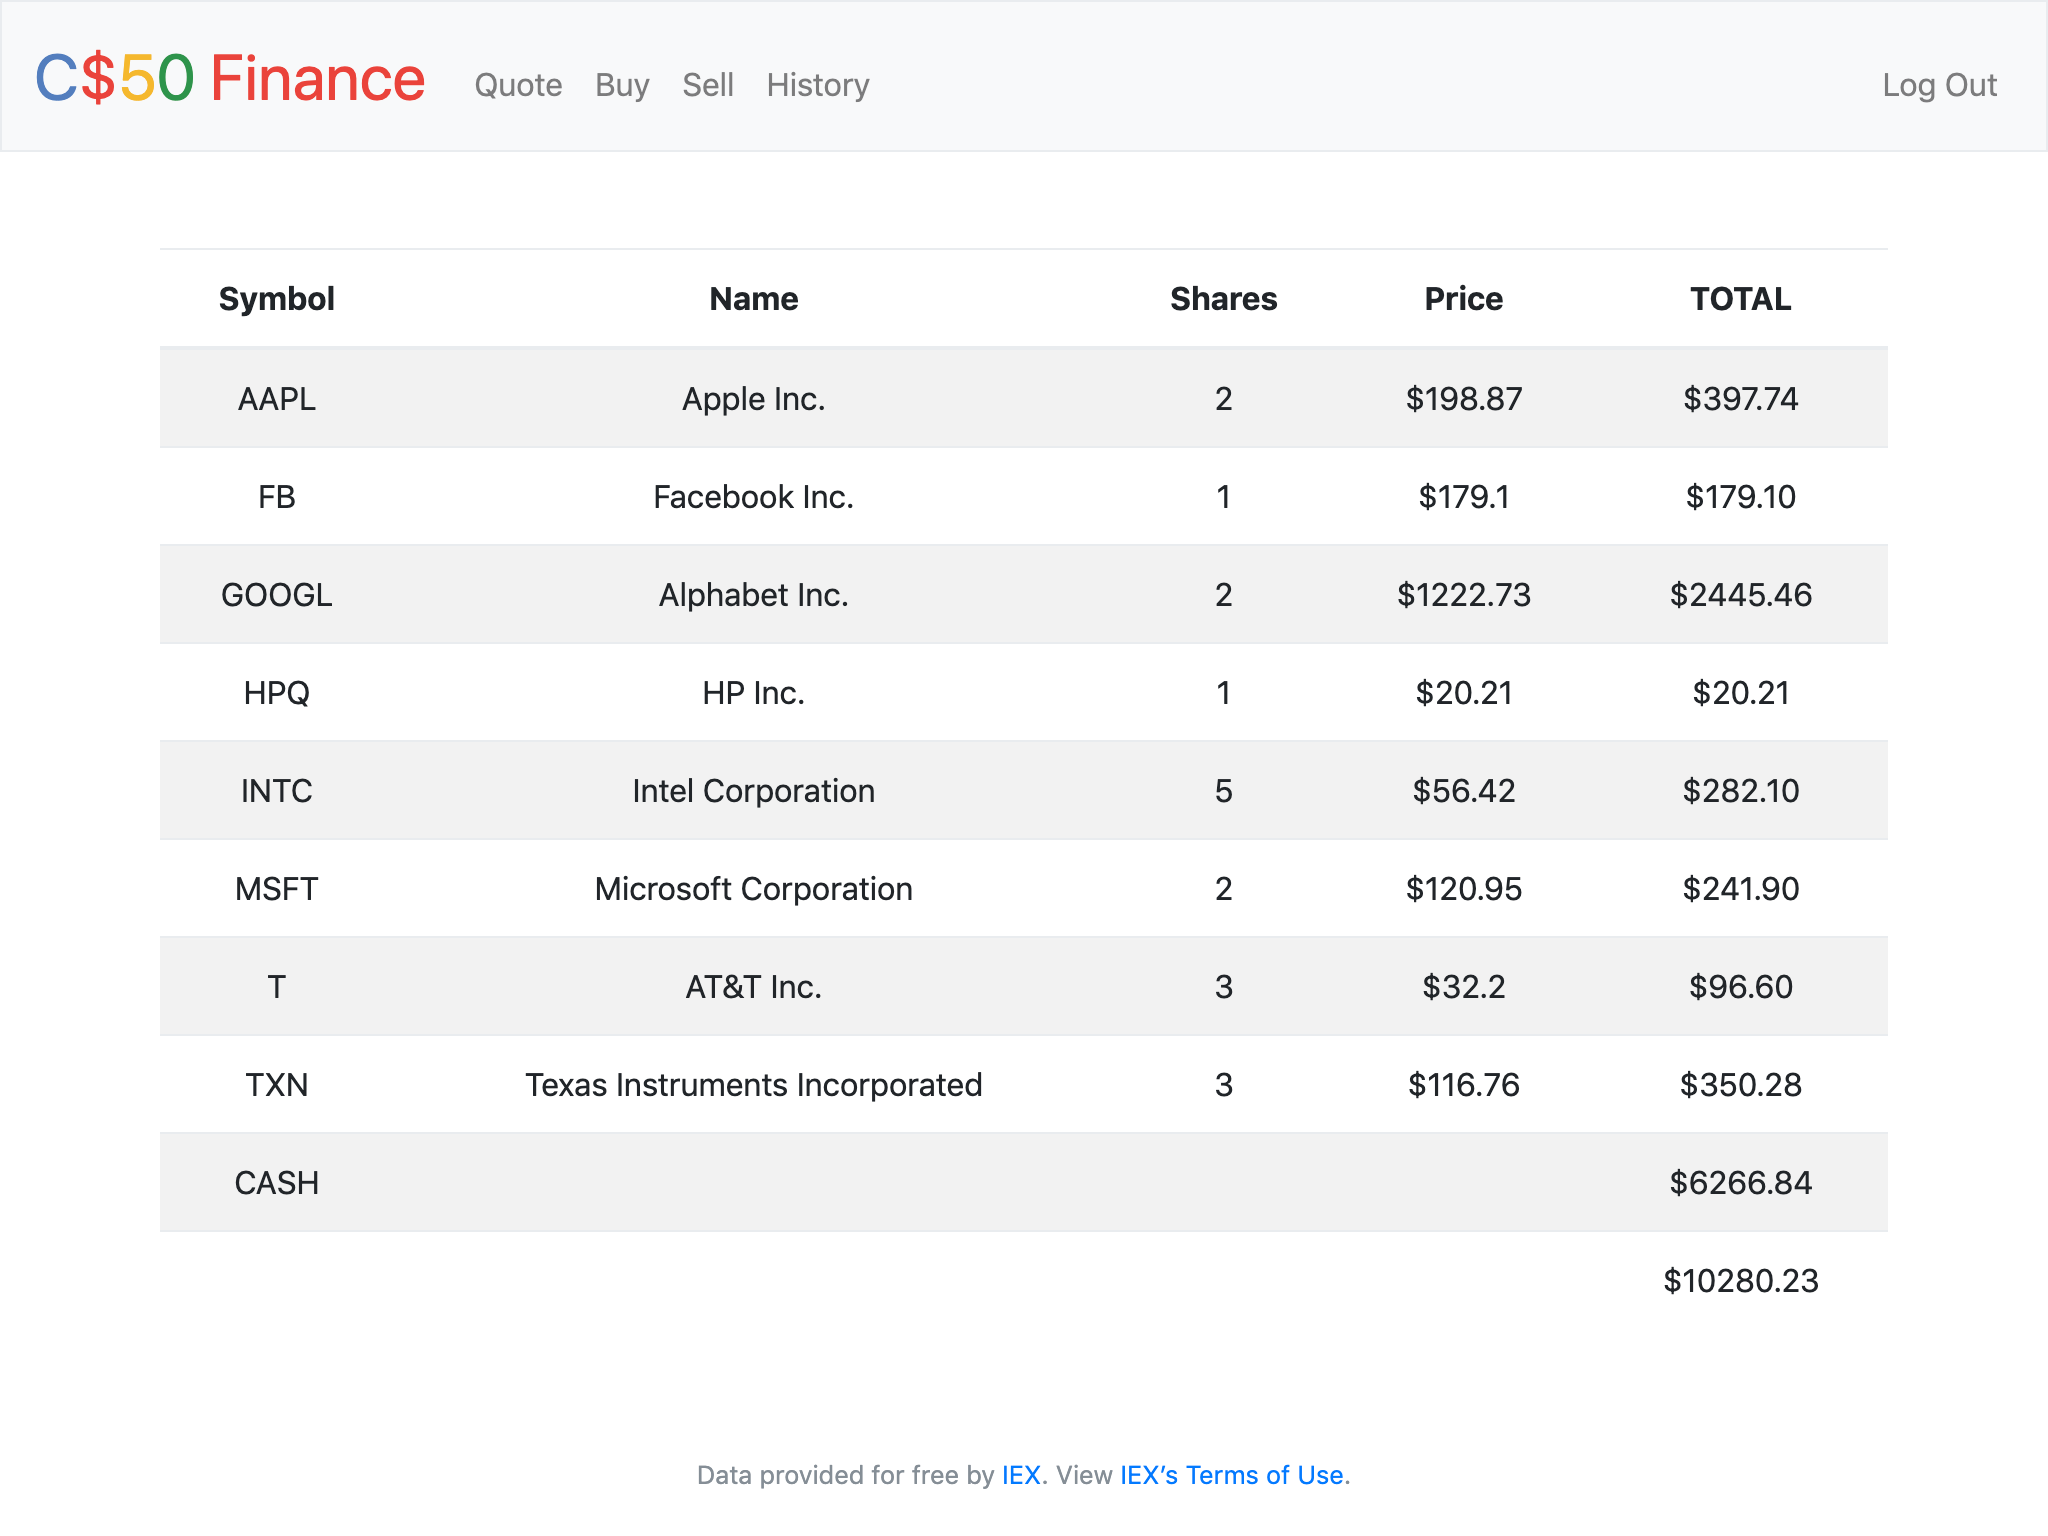 C$50 Finance Quote Buy Sell History Log Out
Symbol Name Shares Price TOTAL
AAPL Apple Inc. 2 $198.87 $397.74
FB Facebook Inc. 1 $179.1 $179.10
GOOGL Alphabet Inc. 2 $1222.73 $2445.46
HPQ HP Inc. 1 $20.21 $20.21
INTC Intel Corporation 5 $56.42 $282.10
MSFT Microsoft Corporation 2 $120.95 $241.90
T AT&T Inc. 3 $32.2 $96.60
TXN Texas Instruments Incorporated 3 $116.76 $350.28
CASH $6266.84
$10280.23
Data provided for free by IEX. View IEX’s Terms of Use.